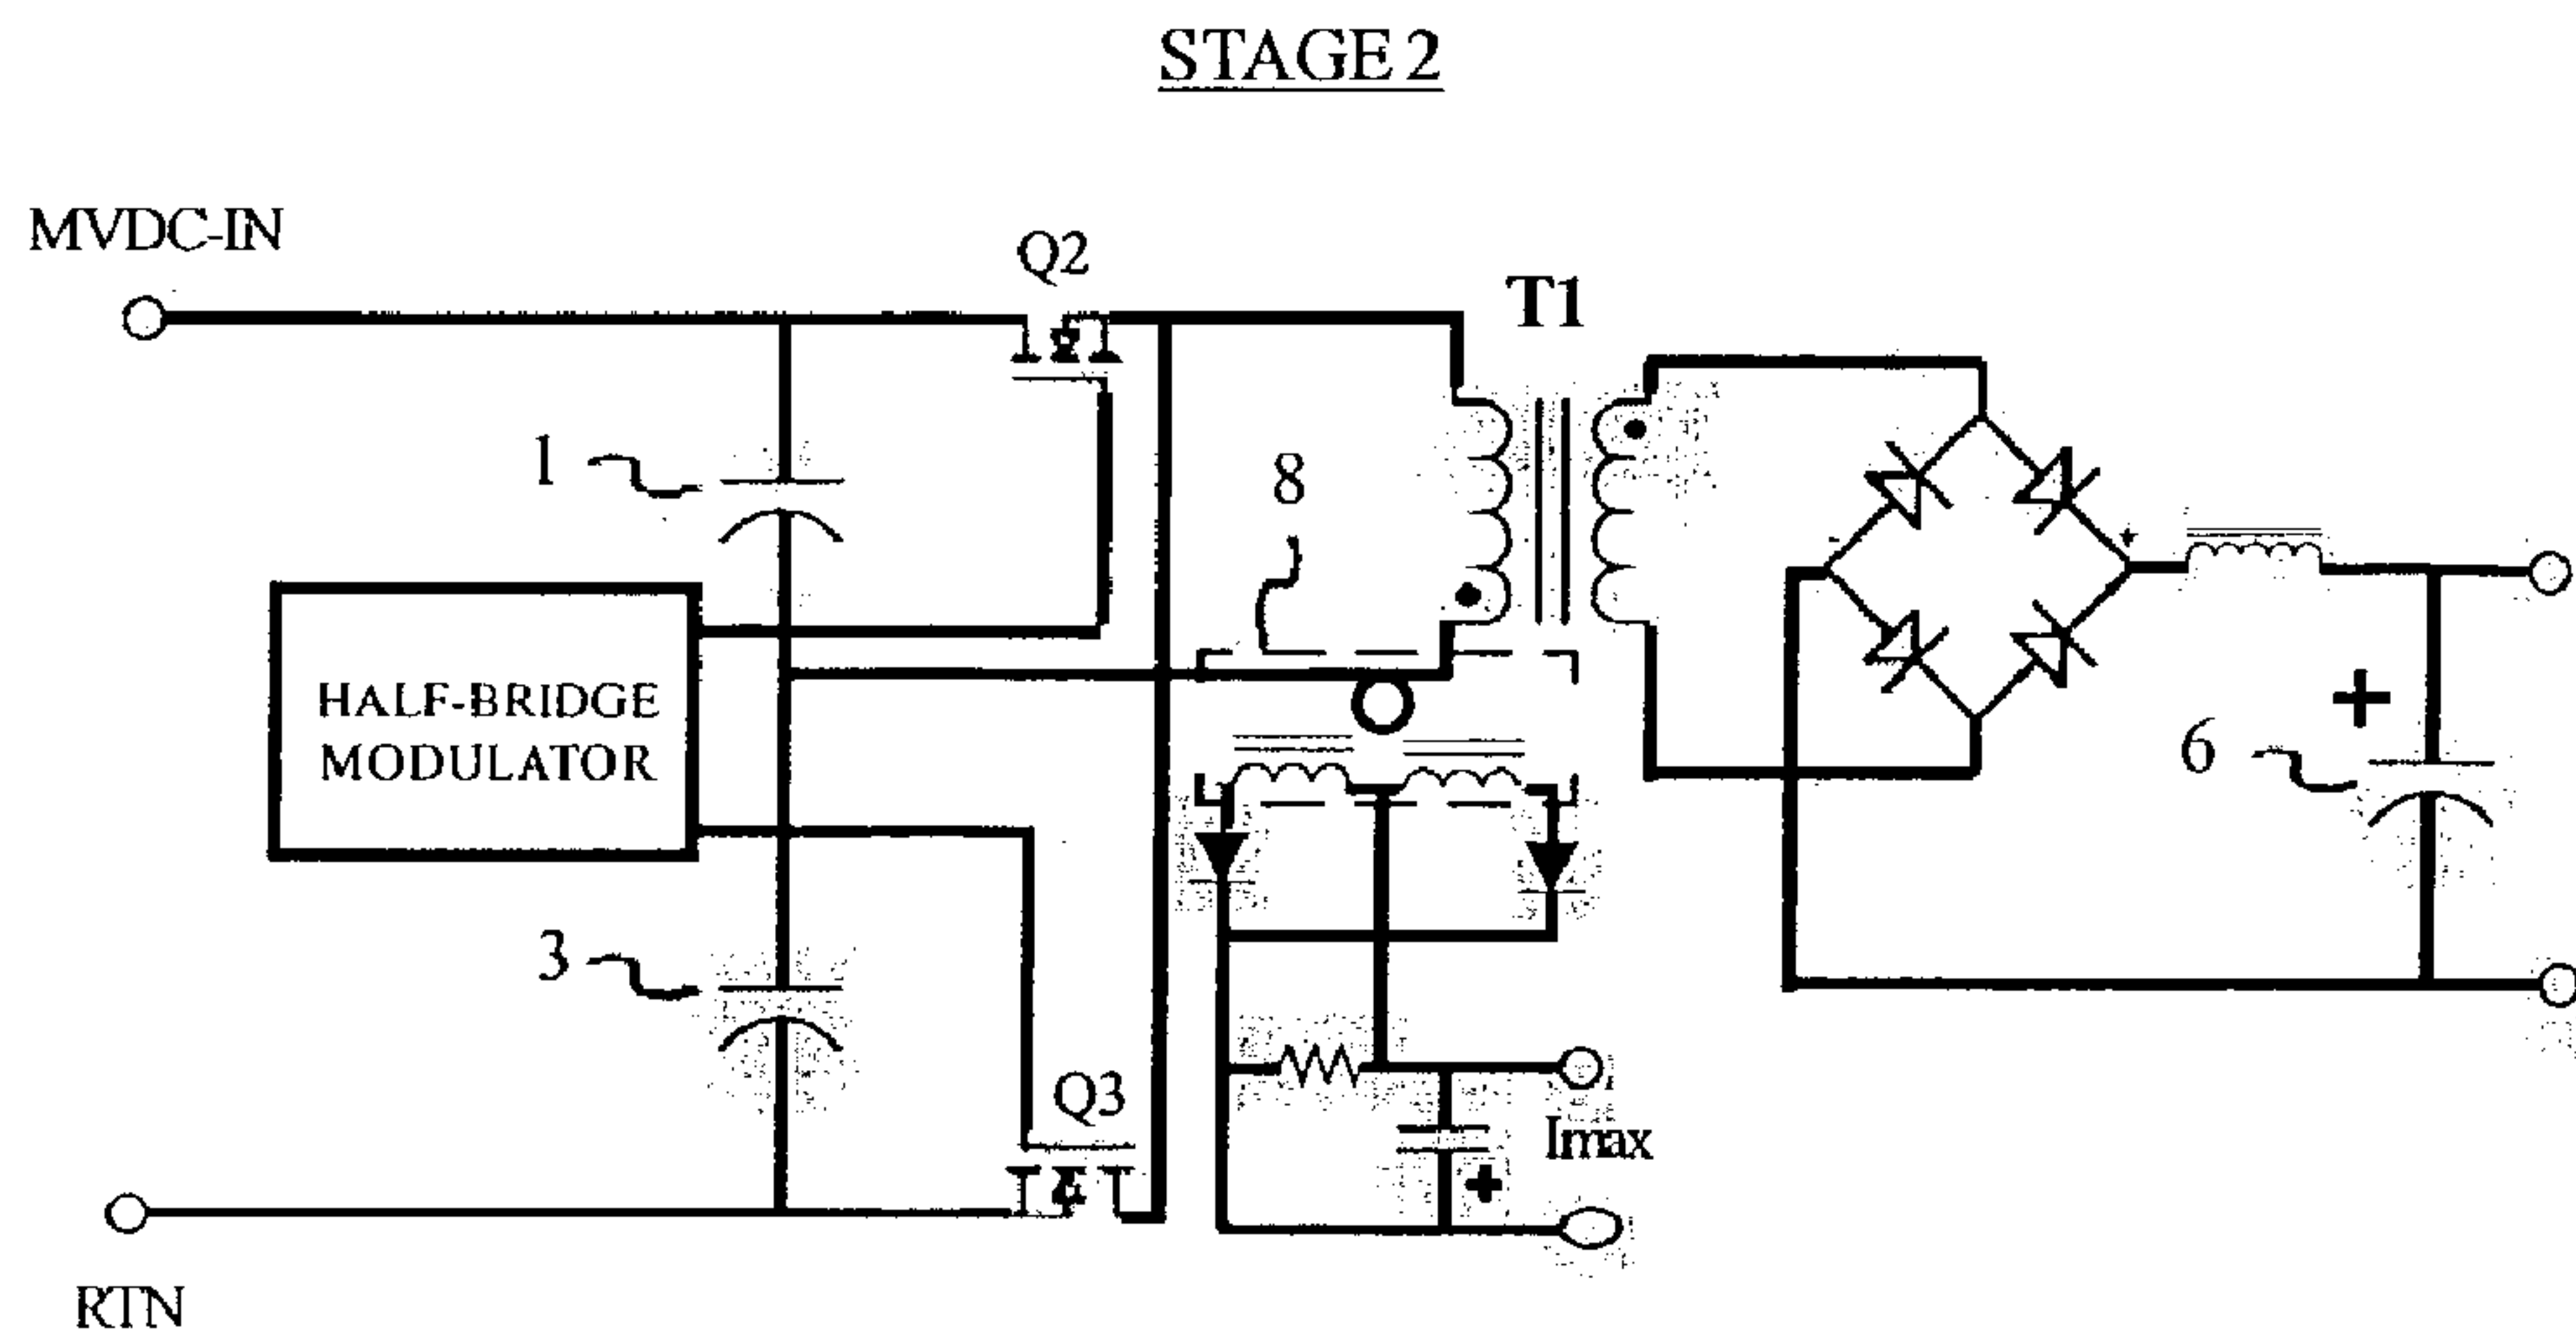 STAGE 2
MVDC-IN
Q2
T1
1
8
HALF-BRIDGE
MODULATOR
-
+
+
6
3
Q3
Imax
+
RTN